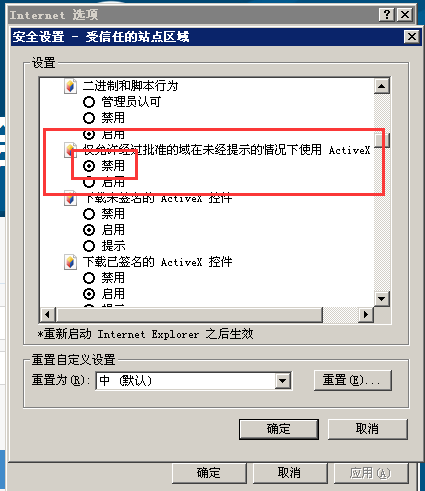 Internet 选项
安全设置 - 受信任的站点区域
设置
二进制和脚本行为
管理员认可
禁用
启用
仅允许经过批准的域在未经提示的情况下使用 ActiveX
禁用
启用
下载未签名的 ActiveX 控件
禁用
启用
提示
下载已签名的 ActiveX 控件
禁用
启用
*重新启动 Internet Explorer 之后生效
重置自定义设置
重置为(R): 中 (默认) 重置(E)...
确定 取消
确定 取消 应用(A)